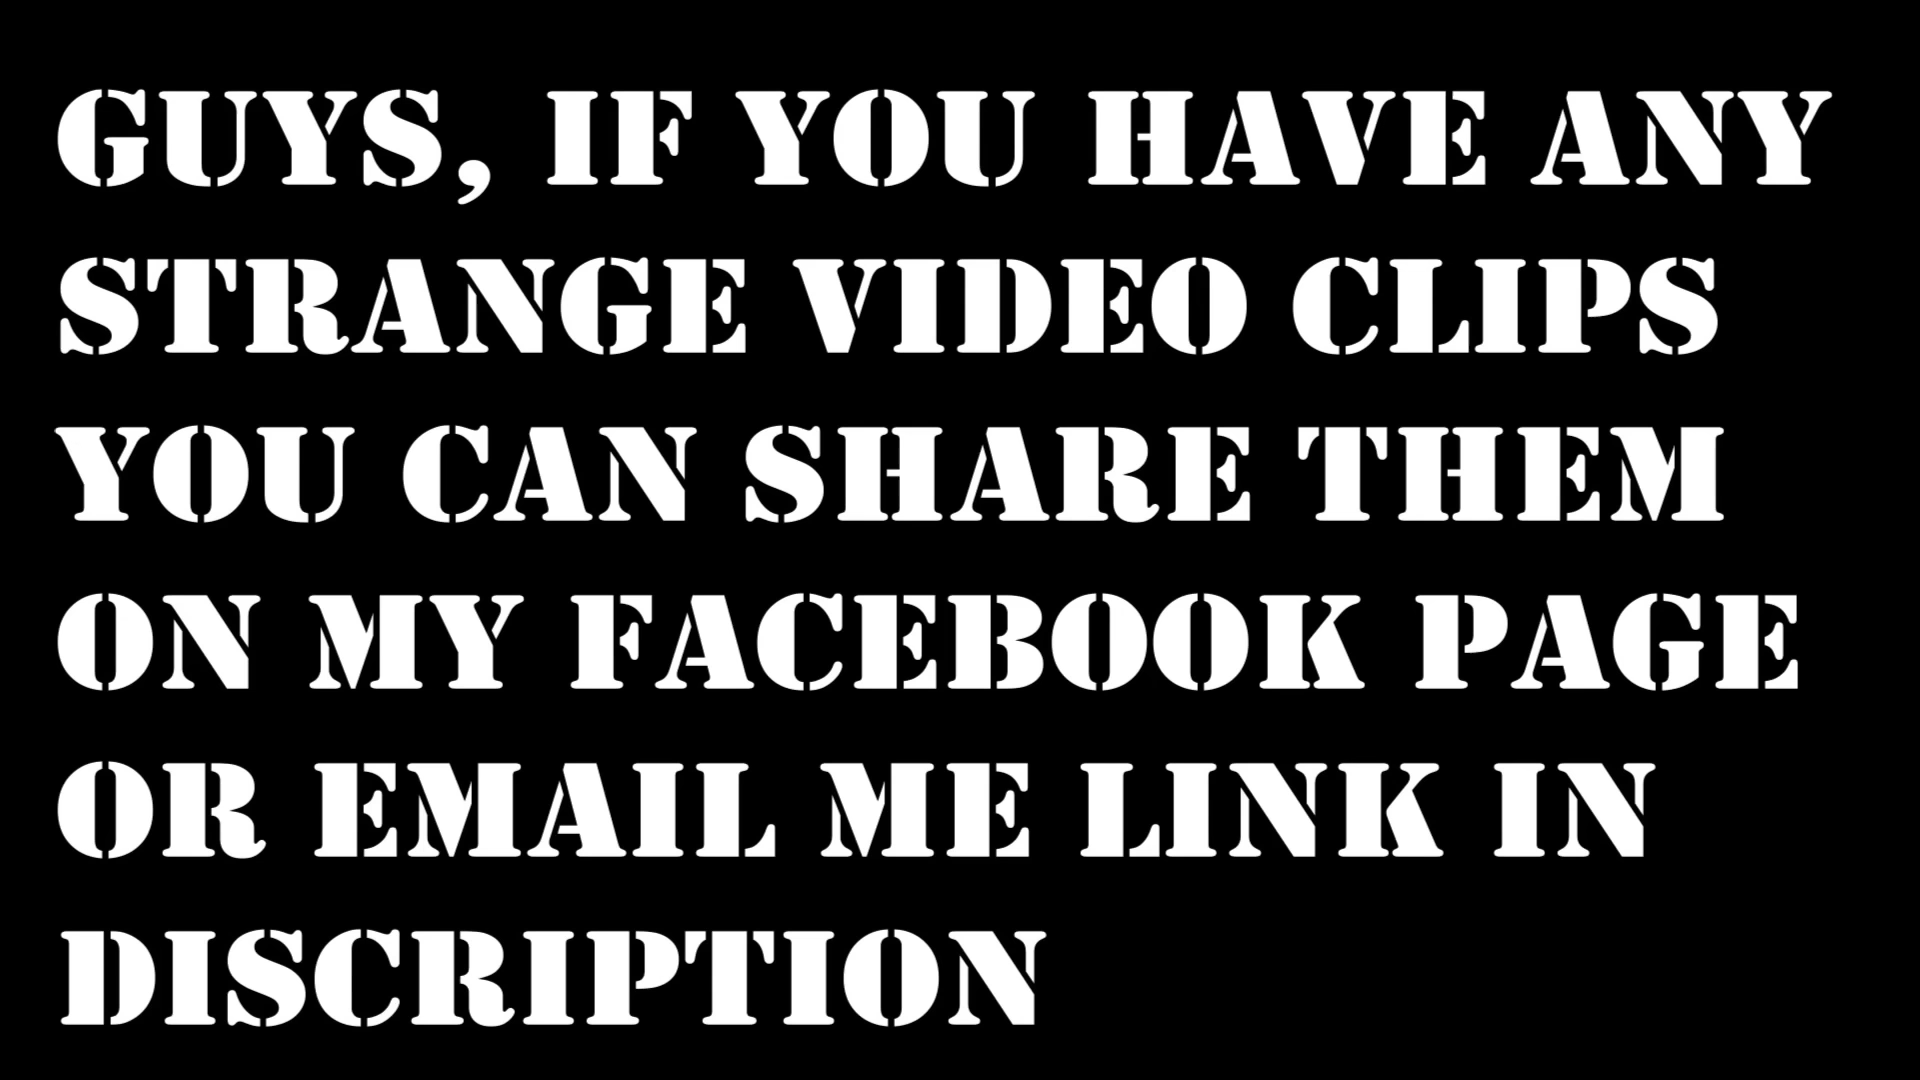 GUYS, IF YOU HAVE ANY
STRANGE VIDEO CLIPS
YOU CAN SHARE THEM
ON MY FACEBOOK PAGE
OR EMAIL ME LINK IN
DISCRIPTION